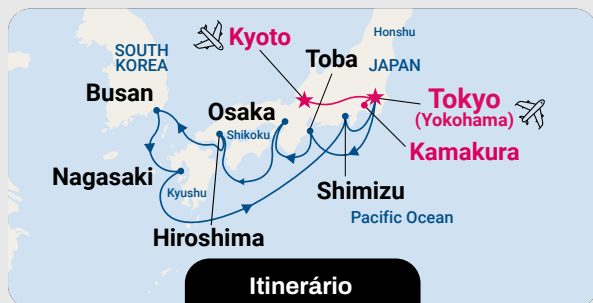 Honshu
Kyoto
SOUTH
KOREA
Toba
JAPAN
Busan
Osaka
Tokyo
(Yokohama)
Shikoku
Kamakura
Nagasaki
Kyushu
Shimizu
Pacific Ocean
Hiroshima
Itinerário